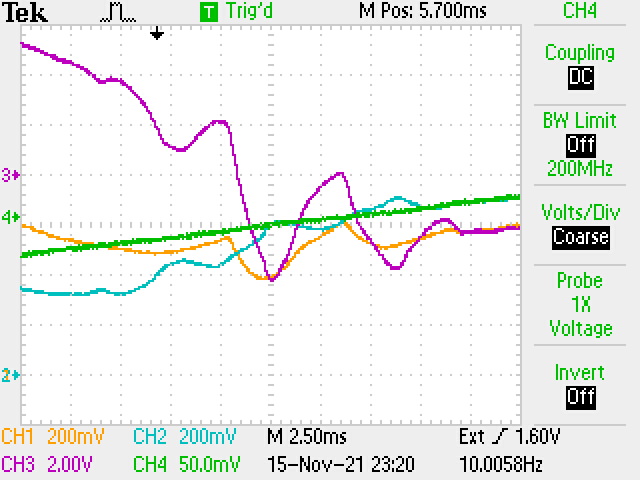 Tek T Trig'd M Pos: 5.700ms CH4
Coupling
DC
BW Limit
Off
200MHz
3
4
Volts/Div
Coarse
Probe
1X
Voltage
Invert
2
Off
CH1 200mV CH2 200mV M 2.50ms Ext 1.60V
CH3 2.00V CH4 50.0mV 15-Nov-21 23:20 10.0058Hz